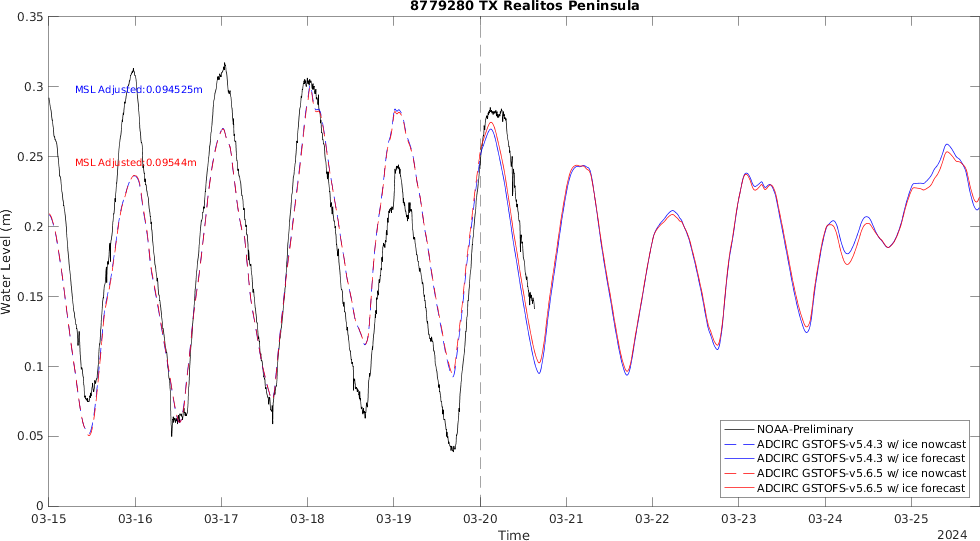 8779280 TX Realitos Peninsula
0.35
0.3
0.25
0.2
0.15
0.1
0.05
0
Water Level (m)
MSL Adjusted:0.094525m
MSL Adjusted:0.09544m
NOAA-Preliminary
ADCIRC GSTOFS-v5.4.3 w/ ice nowcast
ADCIRC GSTOFS-v5.4.3 w/ ice forecast
ADCIRC GSTOFS-v5.6.5 w/ ice nowcast
ADCIRC GSTOFS-v5.6.5 w/ ice forecast
03-15 03-16 03-17 03-18 03-19 03-20 03-21 03-22 03-23 03-24 03-25
Time
2024